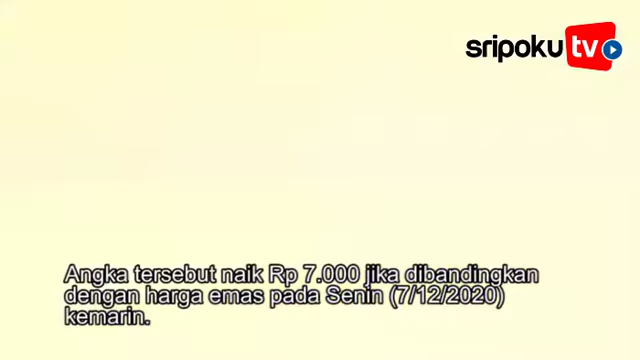 sripoku tv
Angka tersebut naik Rp 7.000 jika dibandingkan
dengan harga emas pada Senin (7/12/2020)
kemarin.